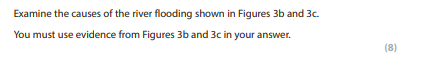 Examine the causes of the river flooding shown in Figures 3b and 3c.
You must use evidence from Figures 3b and 3c in your answer.
(8)